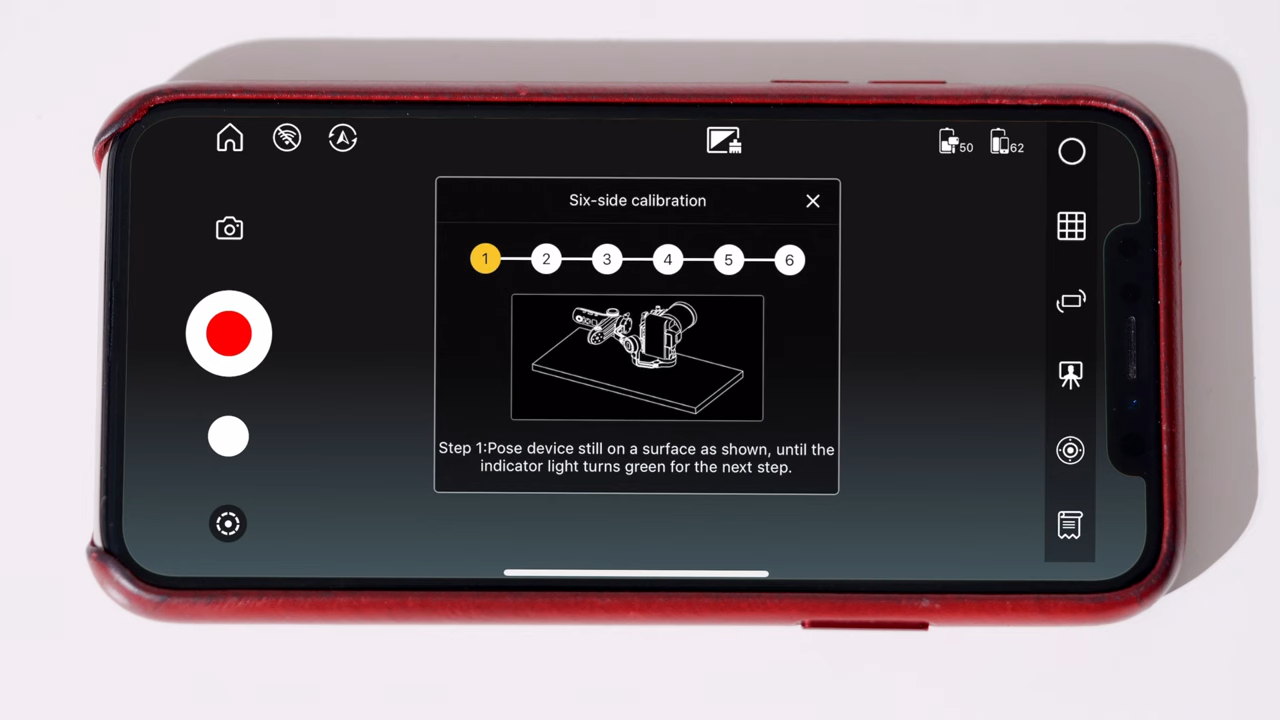 50
62
Six-side calibration
1 2 3 4 5 6
Step 1:Pose device still on a surface as shown, until the
indicator light turns green for the next step.